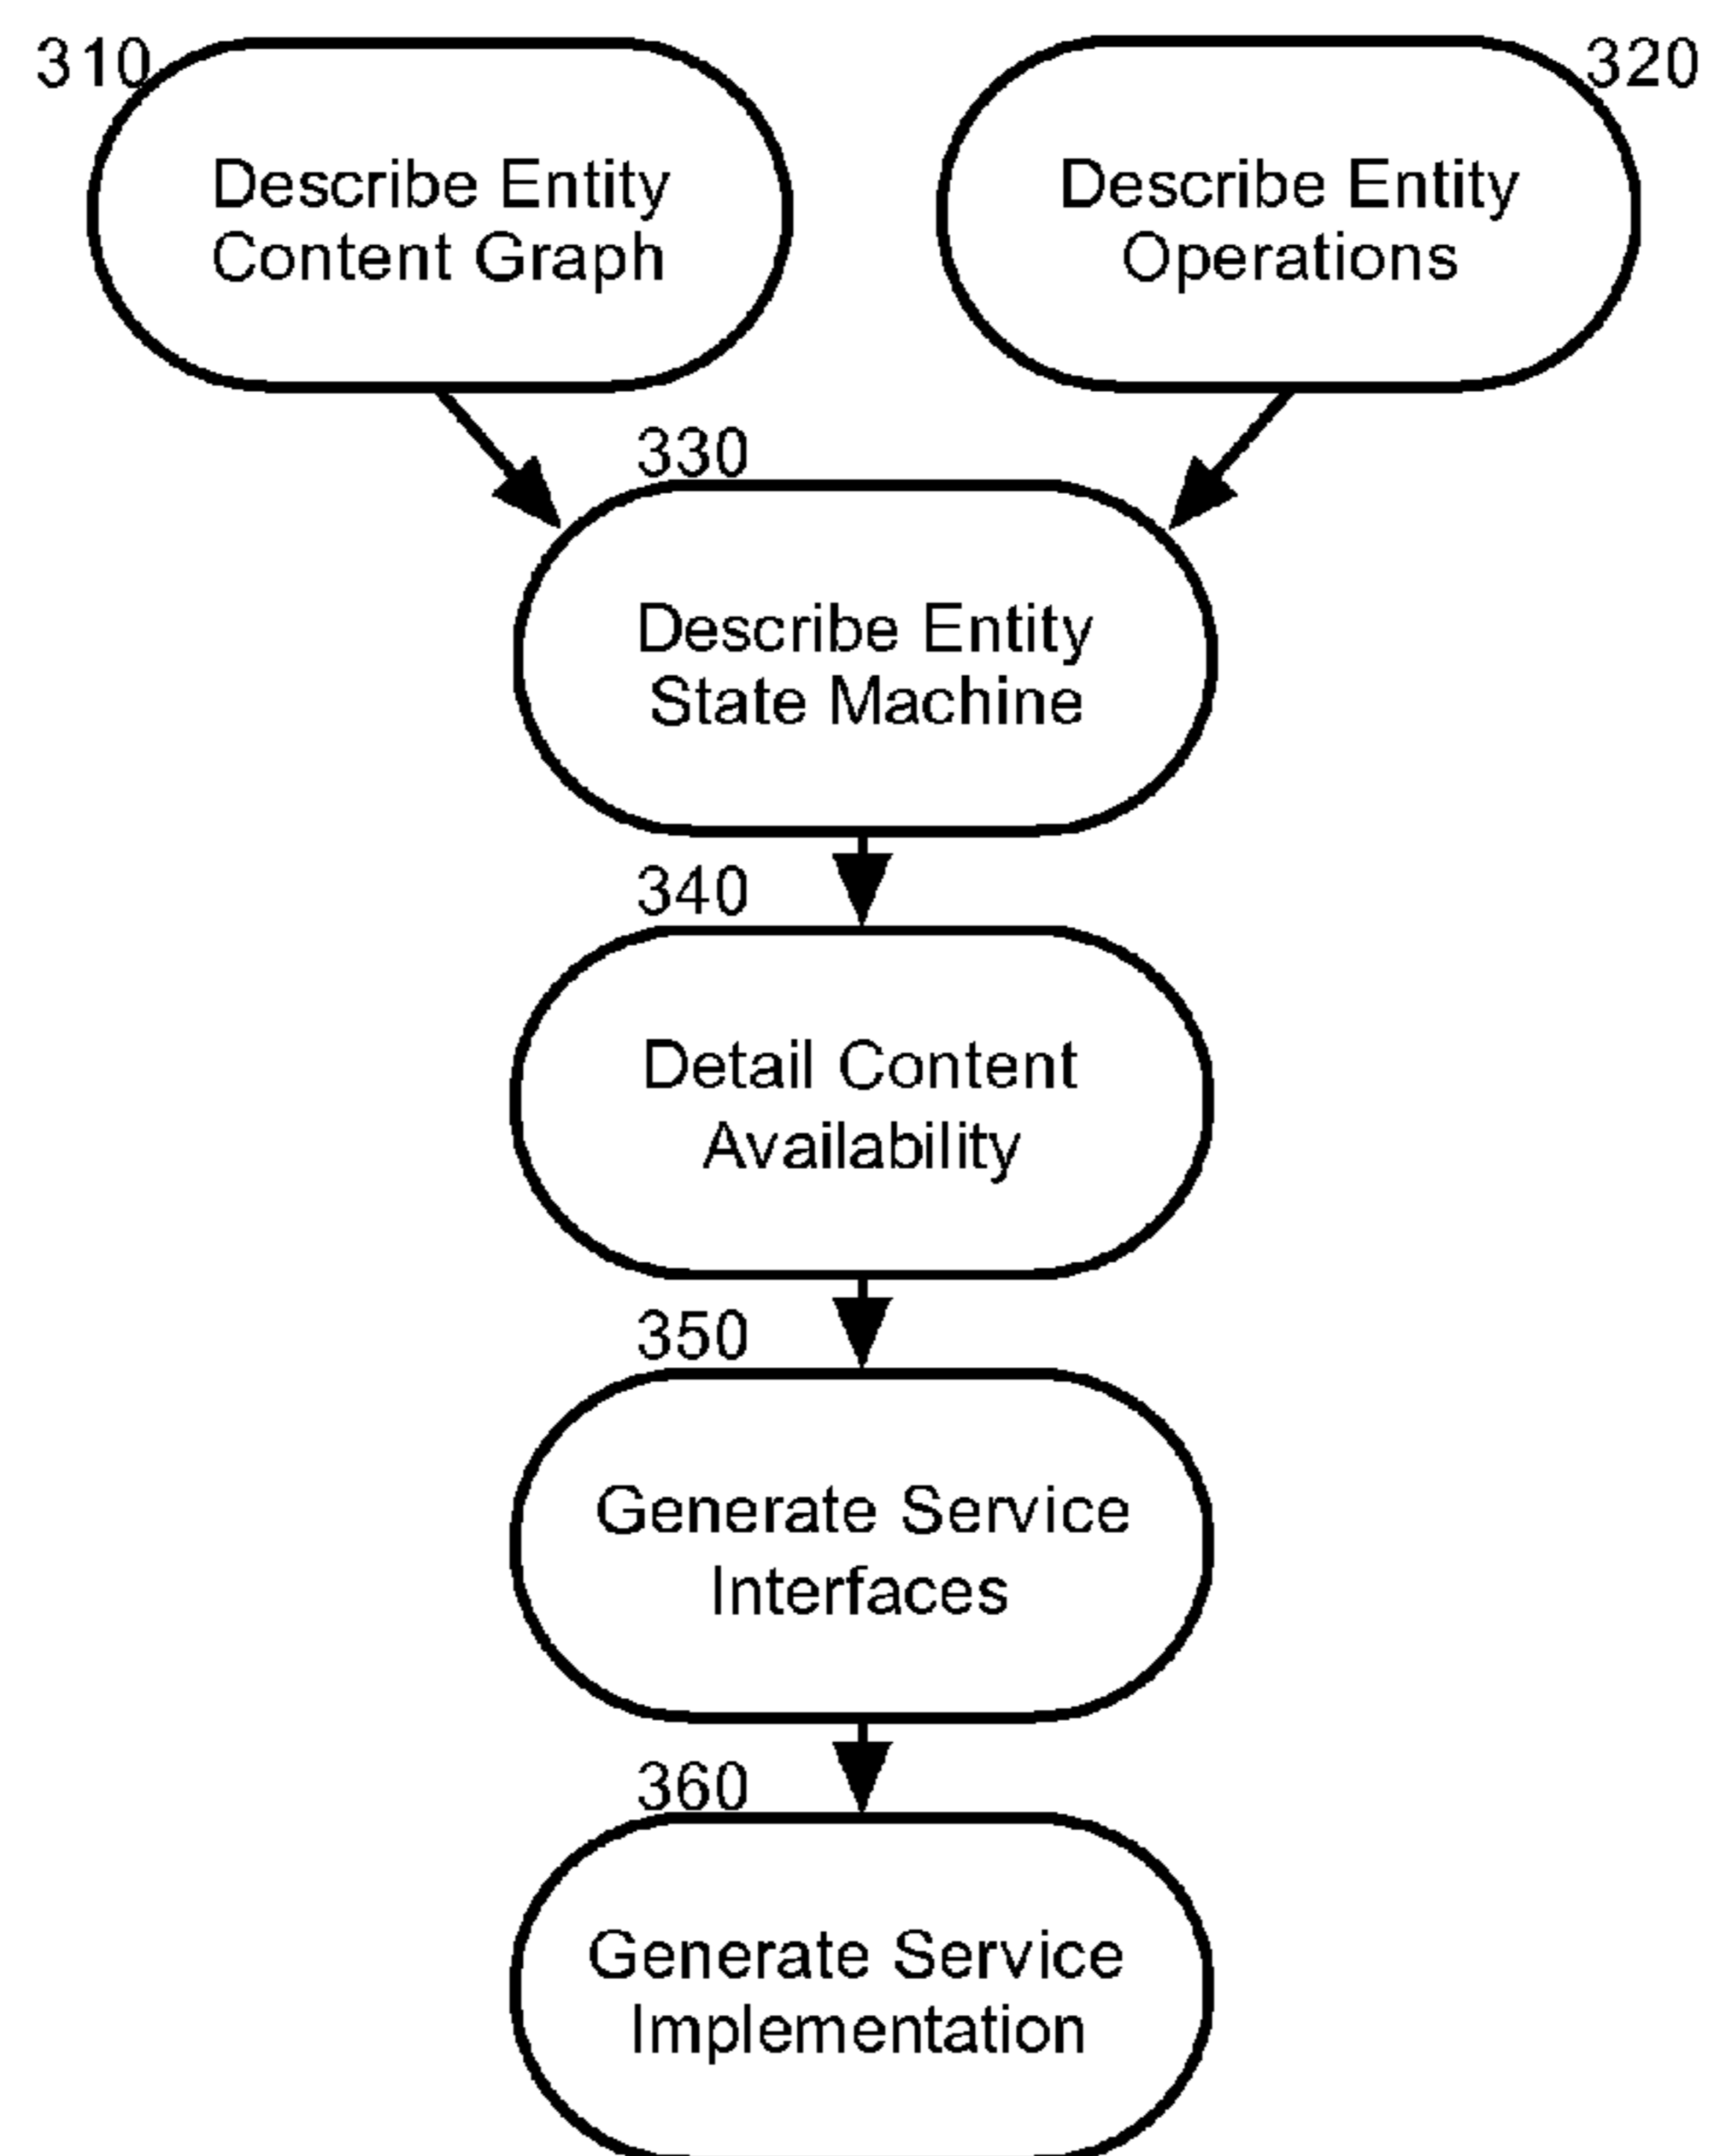 310
Describe Entity
Content Graph
320
Describe Entity
Operations
330
Describe Entity
State Machine
340
Detail Content
Availability
350
Generate Service
Interfaces
360
Generate Service
Implementation